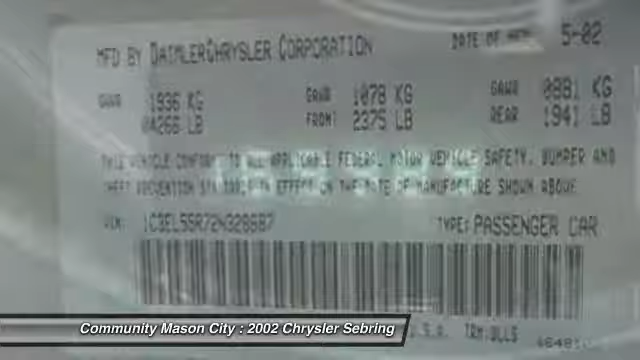 MFD BY DAIMLERCHRYSLER CORPORATION DATE OF MFR 5-02
GVWR 1936 KG GAWR 1078 KG GAWR 0881 KG
04266 LB FRONT 2375 LB REAR 1941 LB
THIS VEHICLE CONFORMS TO ALL APPLICABLE FEDERAL MOTOR VEHICLE SAFETY, BUMPER AND
THEFT PREVENTION STANDARDS IN EFFECT ON THE DATE OF MANUFACTURE SHOWN ABOVE
VIN: TYPE: PASSENGER CAR
U.S.A. TRM:
Community Mason City : 2002 Chrysler Sebring